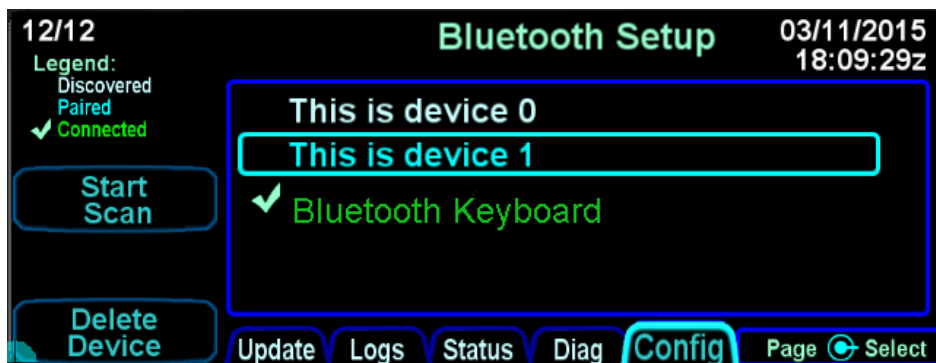 12/12
Bluetooth Setup
03/11/2015
18:09:29z
Legend:
Discovered
Paired
Connected
Start
Scan
Delete
Device
This is device 0
This is device 1
Bluetooth Keyboard
Update
Logs
Status
Diag
Config
Page
Select